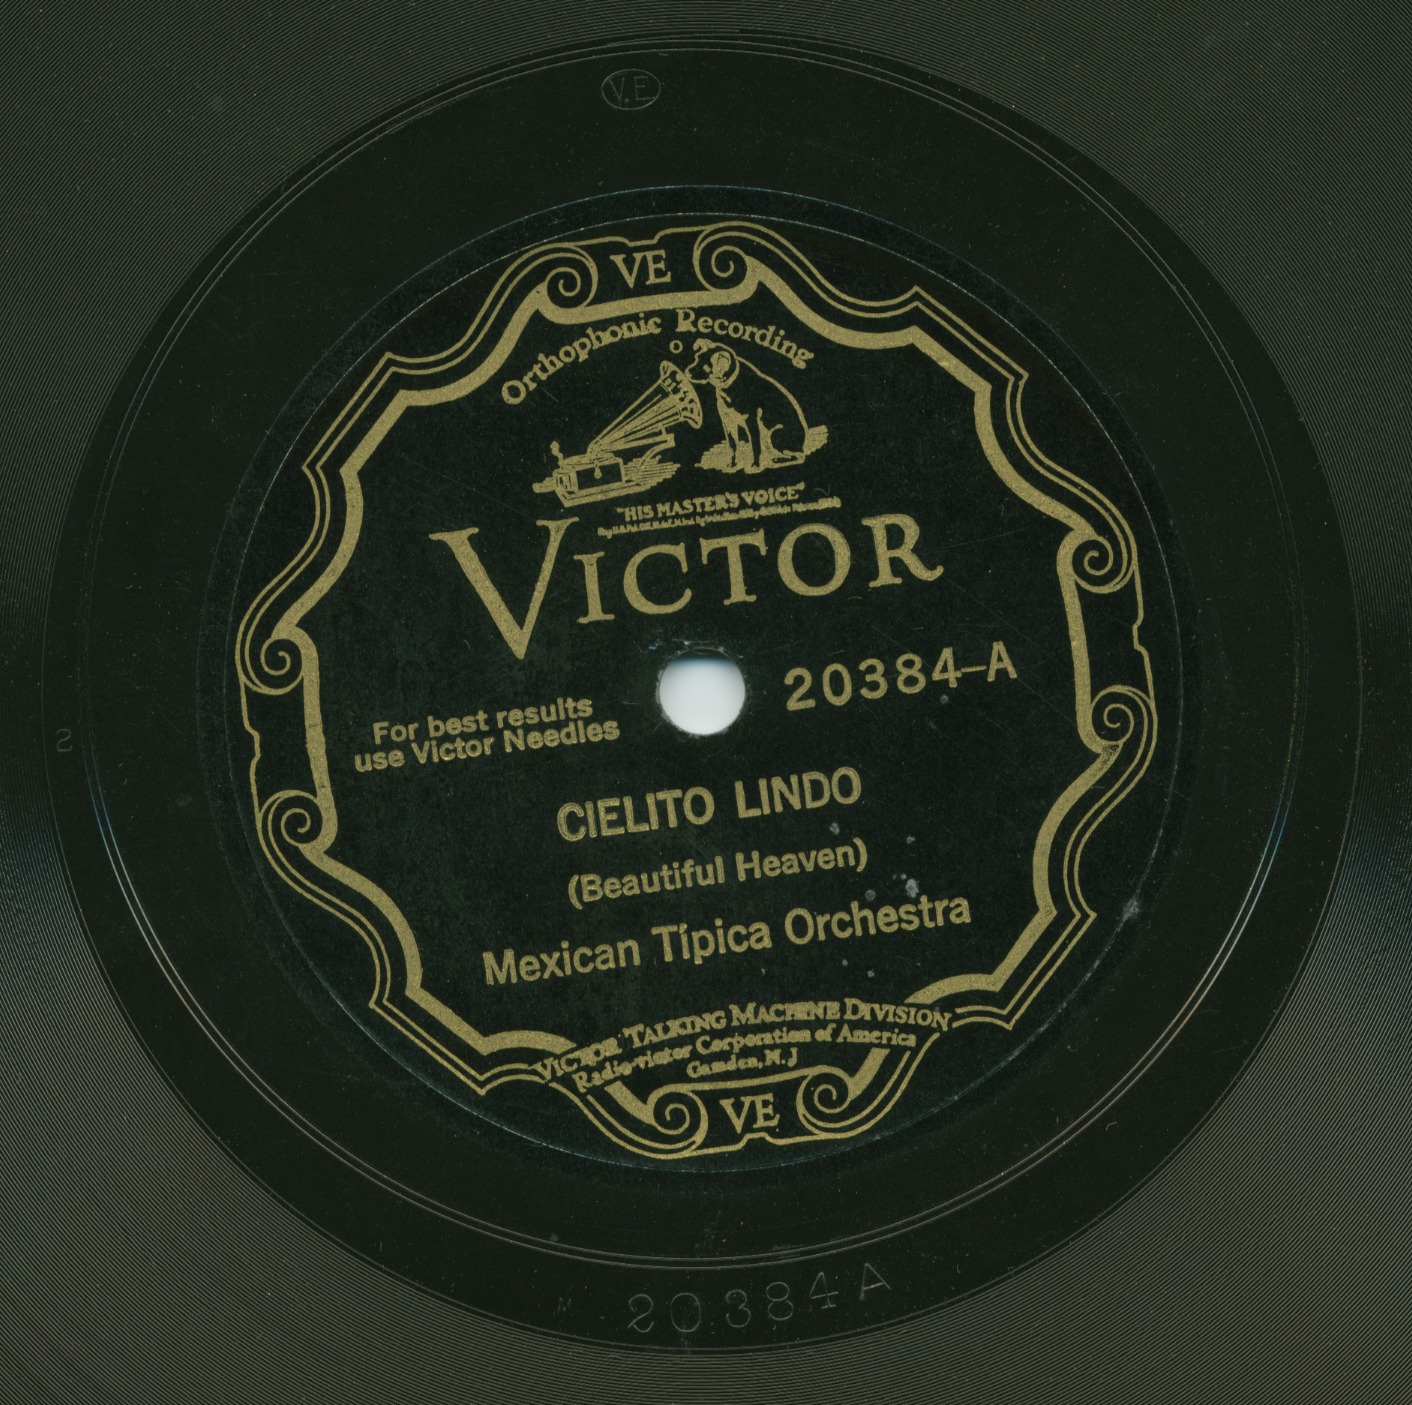 V.E.
VE
Orthophonic Recording
"HIS MASTER'S VOICE"
VICTOR
20384–A
For best results
use Victor Needles
CIELITO LINDO
(Beautiful Heaven)
Mexican Típica Orchestra
VICTOR TALKING MACHINE DIVISION
Radio-Victor Corporation of America
Camden, N. J
VE
S
20384 A